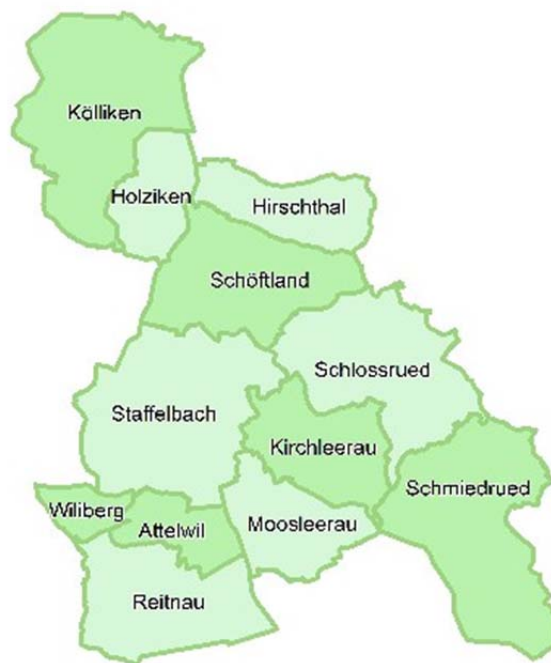 Kölliken
Holziken
Hirschthal
Schöftland
Schlossrued
Staffelbach
Kirchleerau
Schmiedrued
Wiliberg
Attelwil
Moosleerau
Reitnau